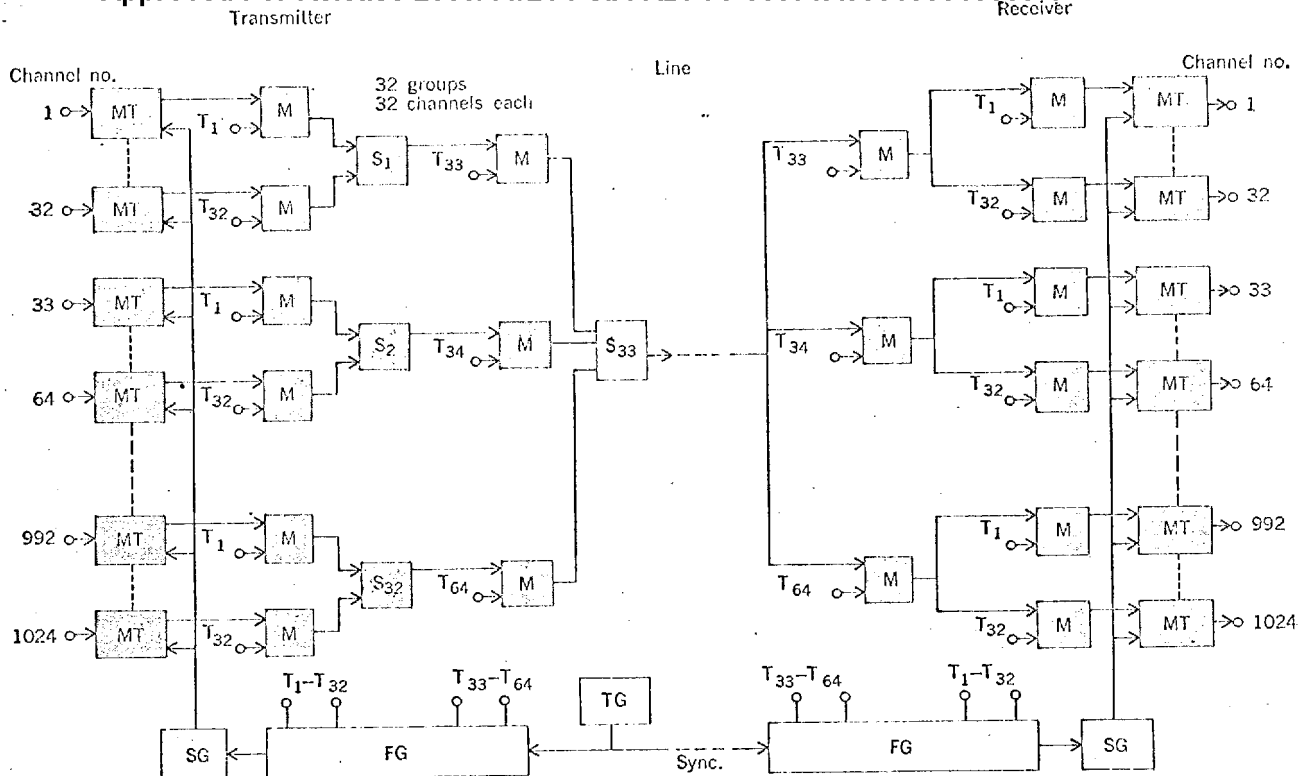 Transmitter
Receiver
Channel no.
32 groups
32 channels each
Line
Channel no.
1 MT T1 M S1 T33 M T33 M T1 M MT 1
32 MT T32 M T32 M MT 32
33 MT T1 M S2 T34 M S33 T34 M T1 M MT 33
64 MT T32 M T32 M MT 64
992 MT T1 M S32 T64 M T64 M T1 M MT 992
1024 MT T32 M T32 M MT 1024
T1–T32 T33–T64 TG T33–T64 T1–T32
SG FG Sync. FG SG